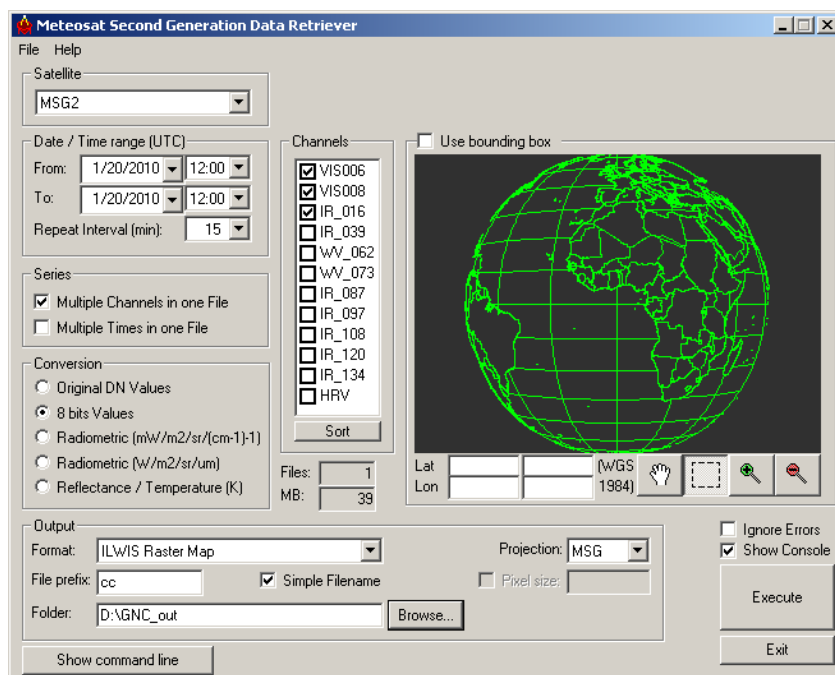 Meteosat Second Generation Data Retriever
File Help
Satellite
MSG2
Date / Time range (UTC)
From: 1/20/2010 12:00
To: 1/20/2010 12:00
Repeat Interval (min): 15
Series
Multiple Channels in one File
Multiple Times in one File
Conversion
Original DN Values
8 bits Values
Radiometric (mW/m2/sr/(cm-1)-1)
Radiometric (W/m2/sr/um)
Reflectance / Temperature (K)
Channels
VIS006
VIS008
IR_016
IR_039
WV_062
WV_073
IR_087
IR_097
IR_108
IR_120
IR_134
HRV
Sort
Files: 1
MB: 39
Use bounding box
Lat
Lon
(WGS
1984)
Output
Format: ILWIS Raster Map
Projection: MSG
File prefix: cc
Simple Filename
Pixel size:
Folder: D:\GNC_out
Browse...
Ignore Errors
Show Console
Execute
Exit
Show command line